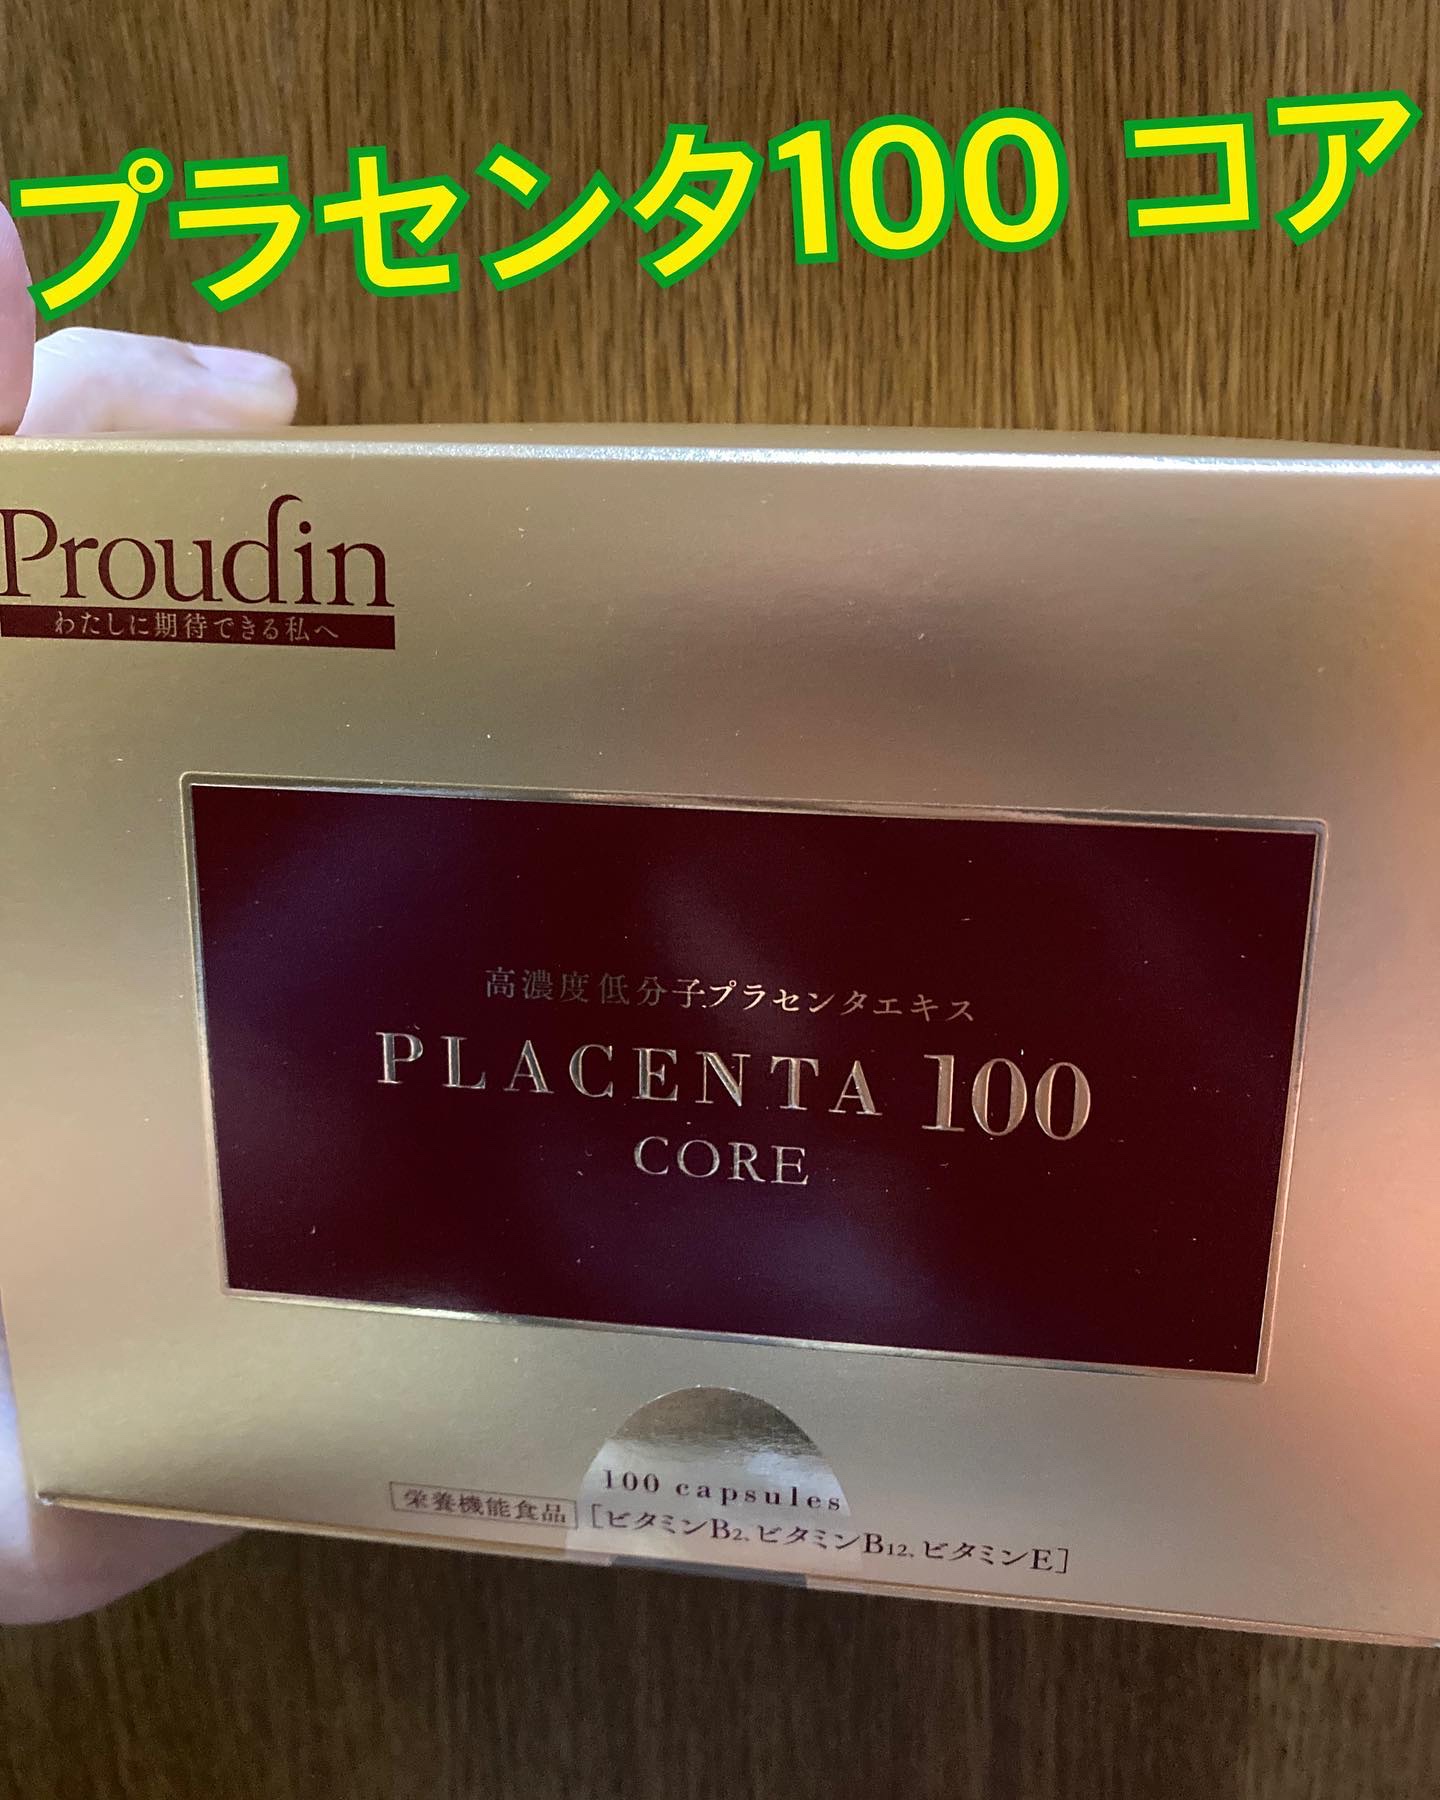 プラセンタ100 コア
Proudin
わたしに期待できる私へ
高濃度低分子プラセンタエキス
PLACENTA 100
CORE
100 capsules
栄養機能食品 [ビタミンB2、ビタミンB12、ビタミンE]